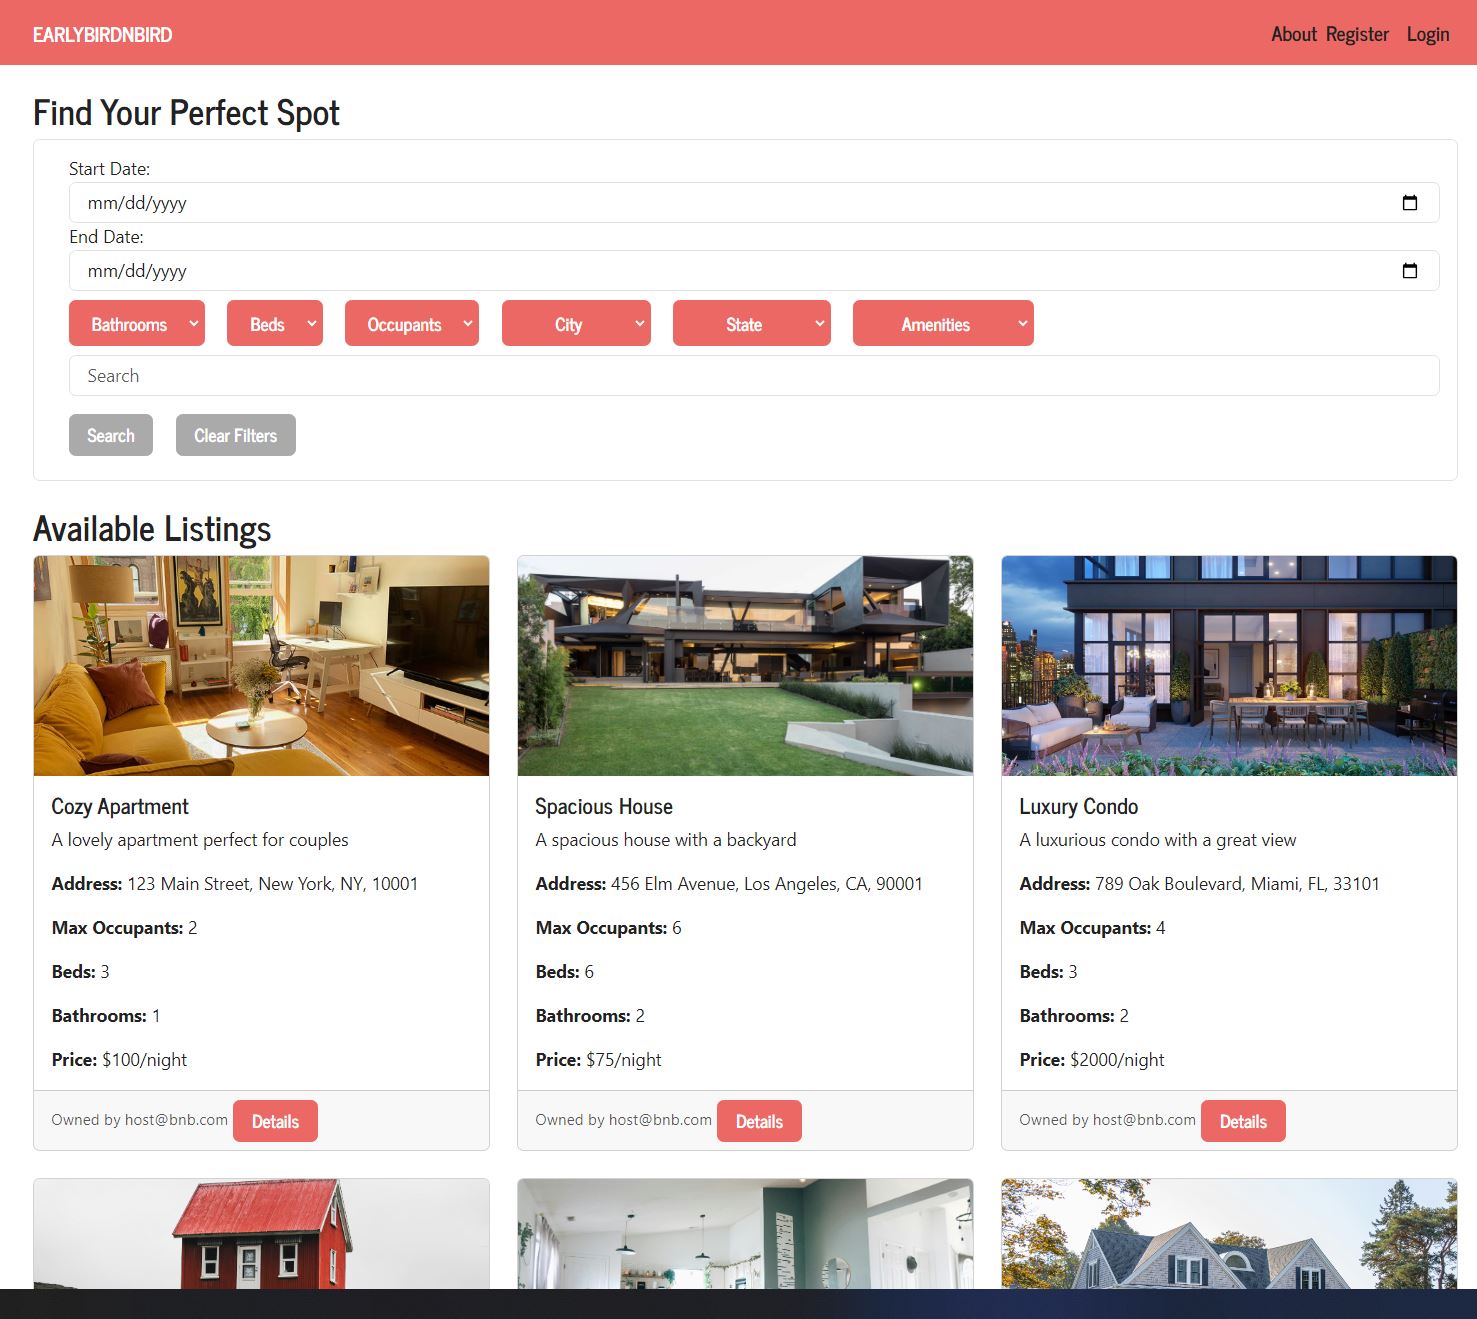 EARLYBIRDNBIRD
About Register Login
Find Your Perfect Spot
Start Date:
mm/dd/yyyy
End Date:
mm/dd/yyyy
Bathrooms Beds Occupants City State Amenities
Search
Search Clear Filters
Available Listings
Cozy Apartment
A lovely apartment perfect for couples
Address: 123 Main Street, New York, NY, 10001
Max Occupants: 2
Beds: 3
Bathrooms: 1
Price: $100/night
Owned by host@bnb.com Details
Spacious House
A spacious house with a backyard
Address: 456 Elm Avenue, Los Angeles, CA, 90001
Max Occupants: 6
Beds: 6
Bathrooms: 2
Price: $75/night
Owned by host@bnb.com Details
Luxury Condo
A luxurious condo with a great view
Address: 789 Oak Boulevard, Miami, FL, 33101
Max Occupants: 4
Beds: 3
Bathrooms: 2
Price: $2000/night
Owned by host@bnb.com Details